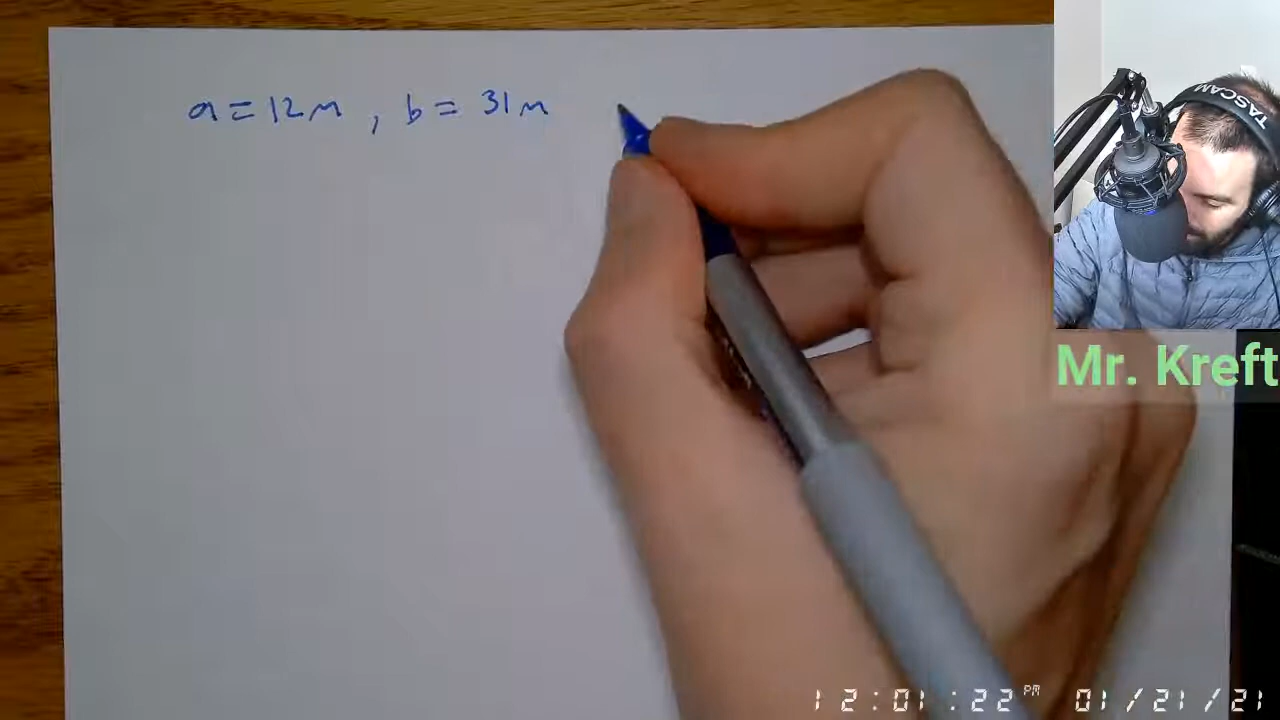 a = 12m , b = 31m
TASCAM
Mr. Kreft
12:01:22 PM 01/21/21